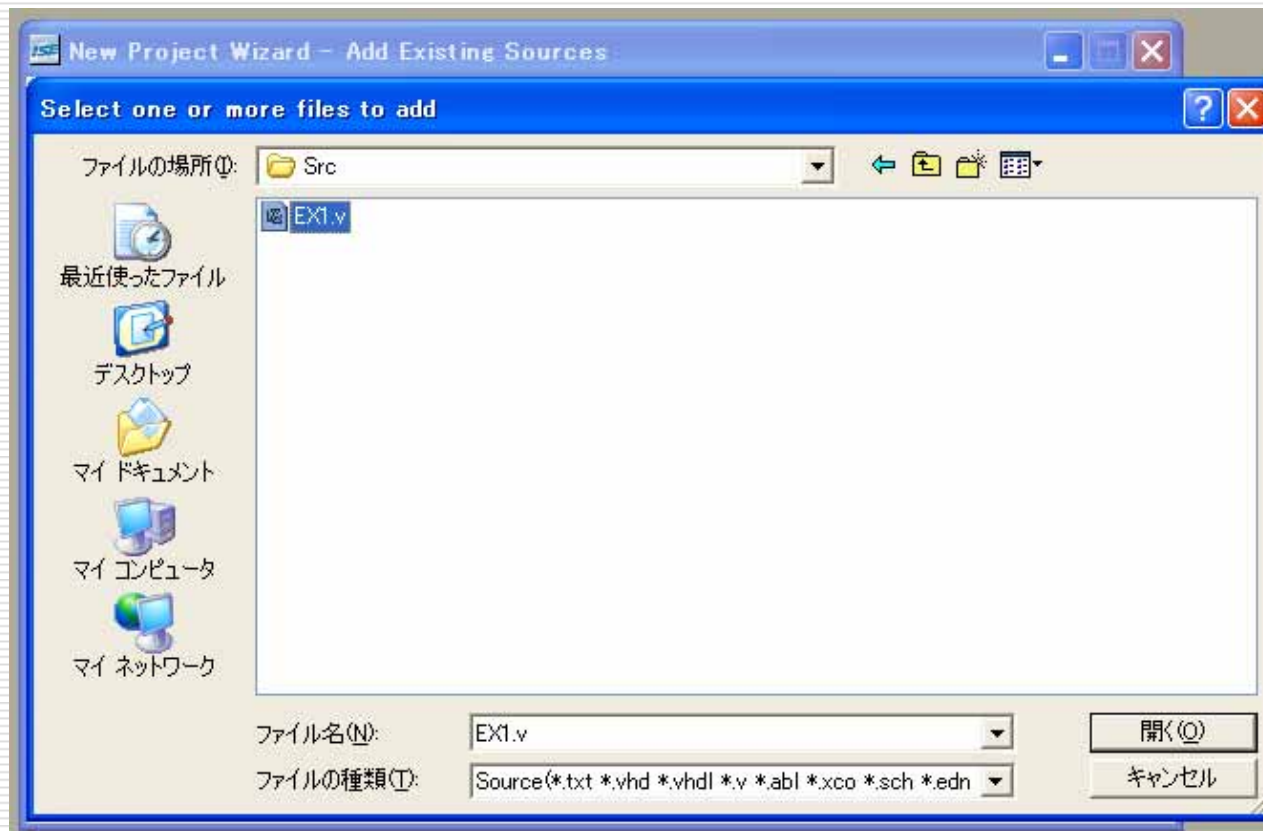 ISE New Project Wizard - Add Existing Sources
Select one or more files to add
ファイルの場所(I):
Src
EX1.v
最近使ったファイル
デスクトップ
マイ ドキュメント
マイ コンピュータ
マイ ネットワーク
ファイル名(N):
EX1.v
開く(O)
ファイルの種類(T):
Source(*.txt *.vhd *.vhdl *.v *.abl *.xco *.sch *.edn
キャンセル